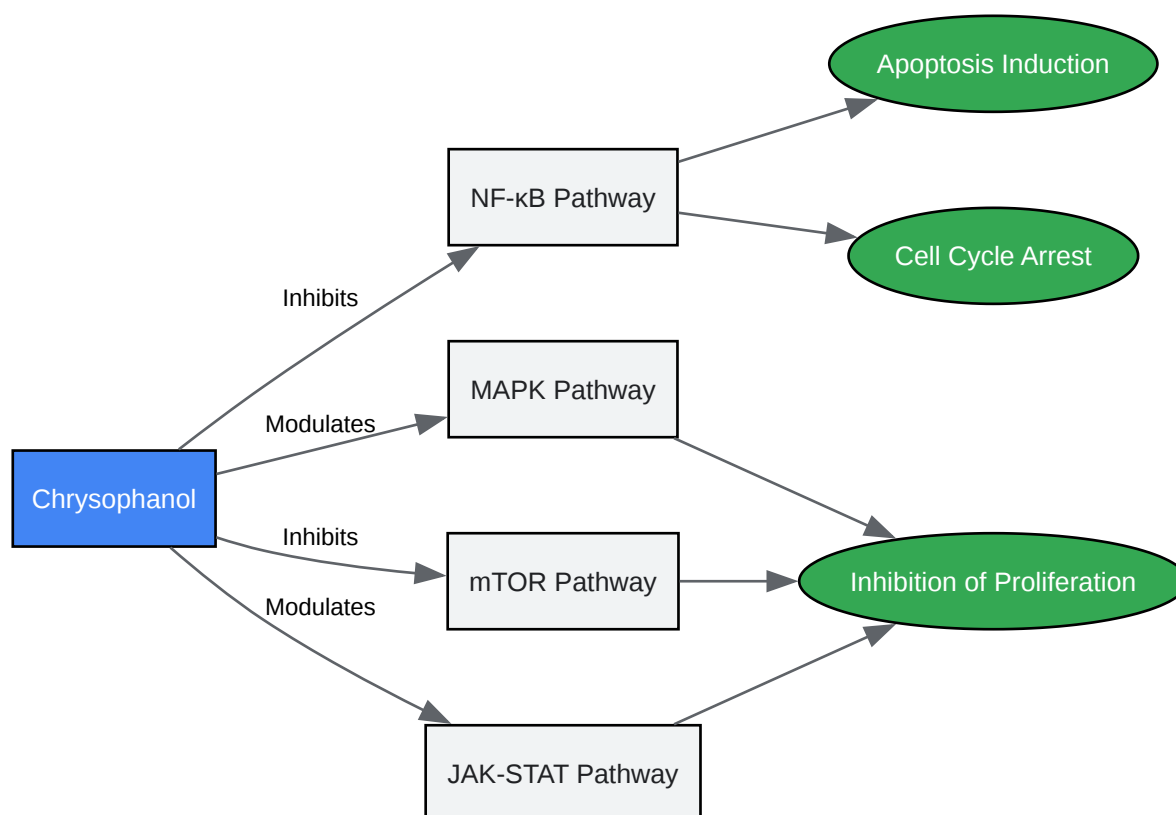 Apoptosis Induction
NF-κB Pathway
Cell Cycle Arrest
Inhibits
MAPK Pathway
Modulates
Chrysophanol
Inhibits
mTOR Pathway
Inhibition of Proliferation
Modulates
JAK-STAT Pathway